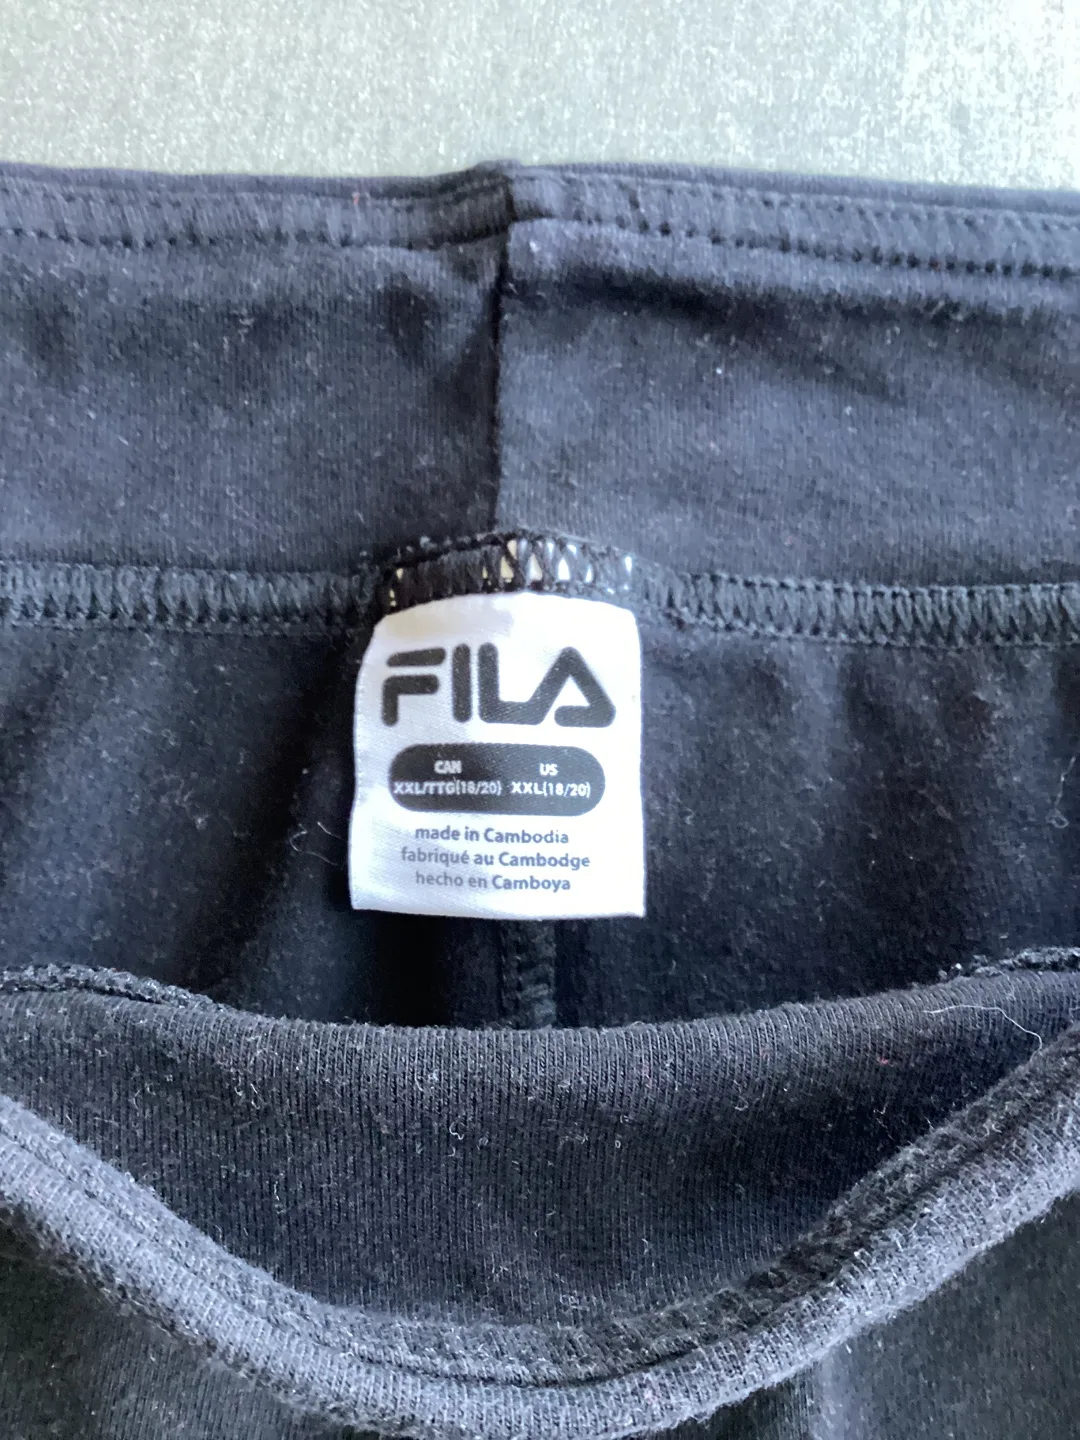 FILA
CAN US
XXL/TTG(18/20) XXL(18/20)
made in Cambodia
fabriqué au Cambodge
hecho en Camboya